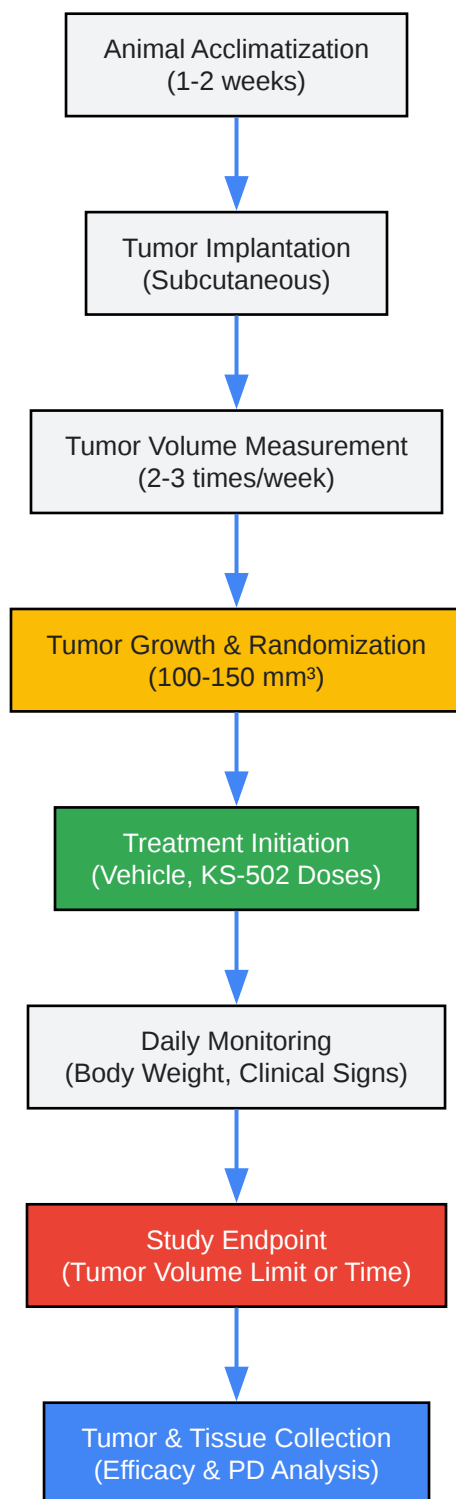 Animal Acclimatization
(1-2 weeks)
Tumor Implantation
(Subcutaneous)
Tumor Volume Measurement
(2-3 times/week)
Tumor Growth & Randomization
(100-150 mm³)
Treatment Initiation
(Vehicle, KS-502 Doses)
Daily Monitoring
(Body Weight, Clinical Signs)
Study Endpoint
(Tumor Volume Limit or Time)
Tumor & Tissue Collection
(Efficacy & PD Analysis)